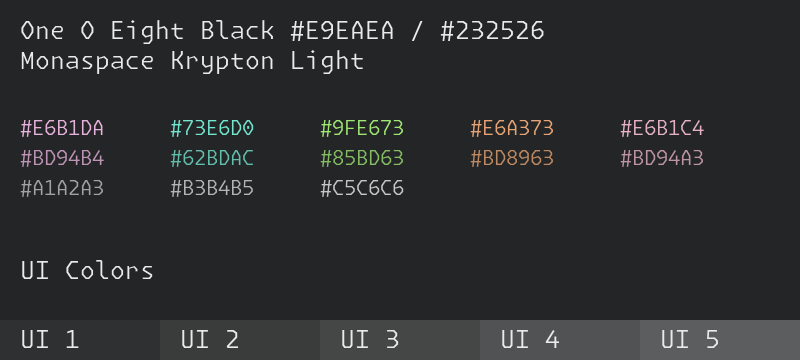 One O Eight Black #E9EAEA / #232526
Monaspace Krypton Light
#E6B1DA #73E6D0 #9FE673 #E6A373 #E6B1C4
#BD94B4 #62BDAC #85BD63 #BD8963 #BD94A3
#A1A2A3 #B3B4B5 #C5C6C6
UI Colors
UI 1 UI 2 UI 3 UI 4 UI 5